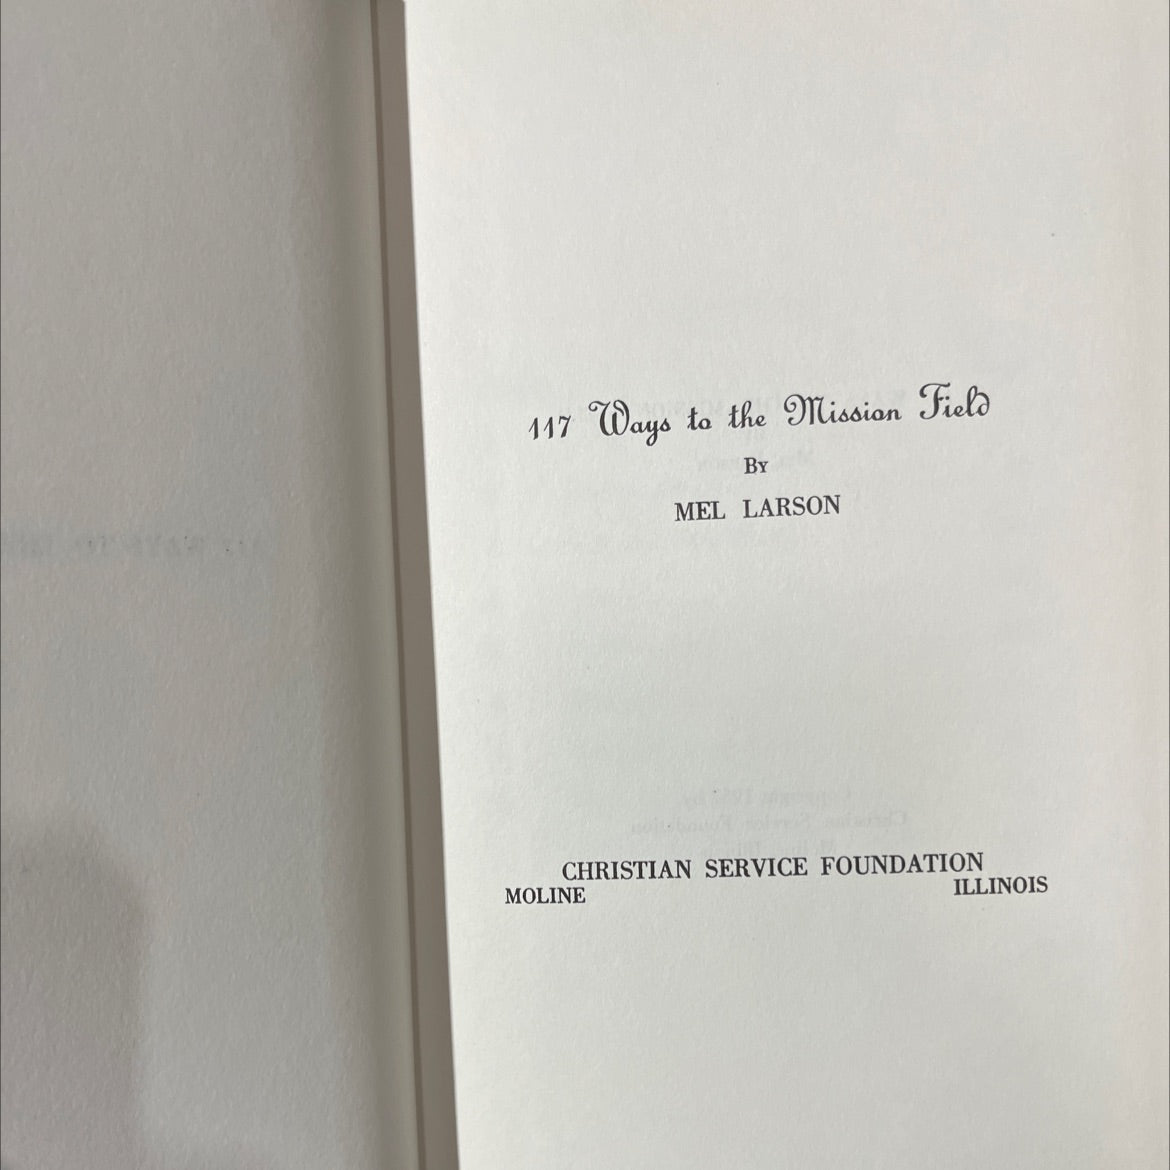 117 Ways to the Mission Field
By
MEL LARSON
CHRISTIAN SERVICE FOUNDATION
MOLINE ILLINOIS